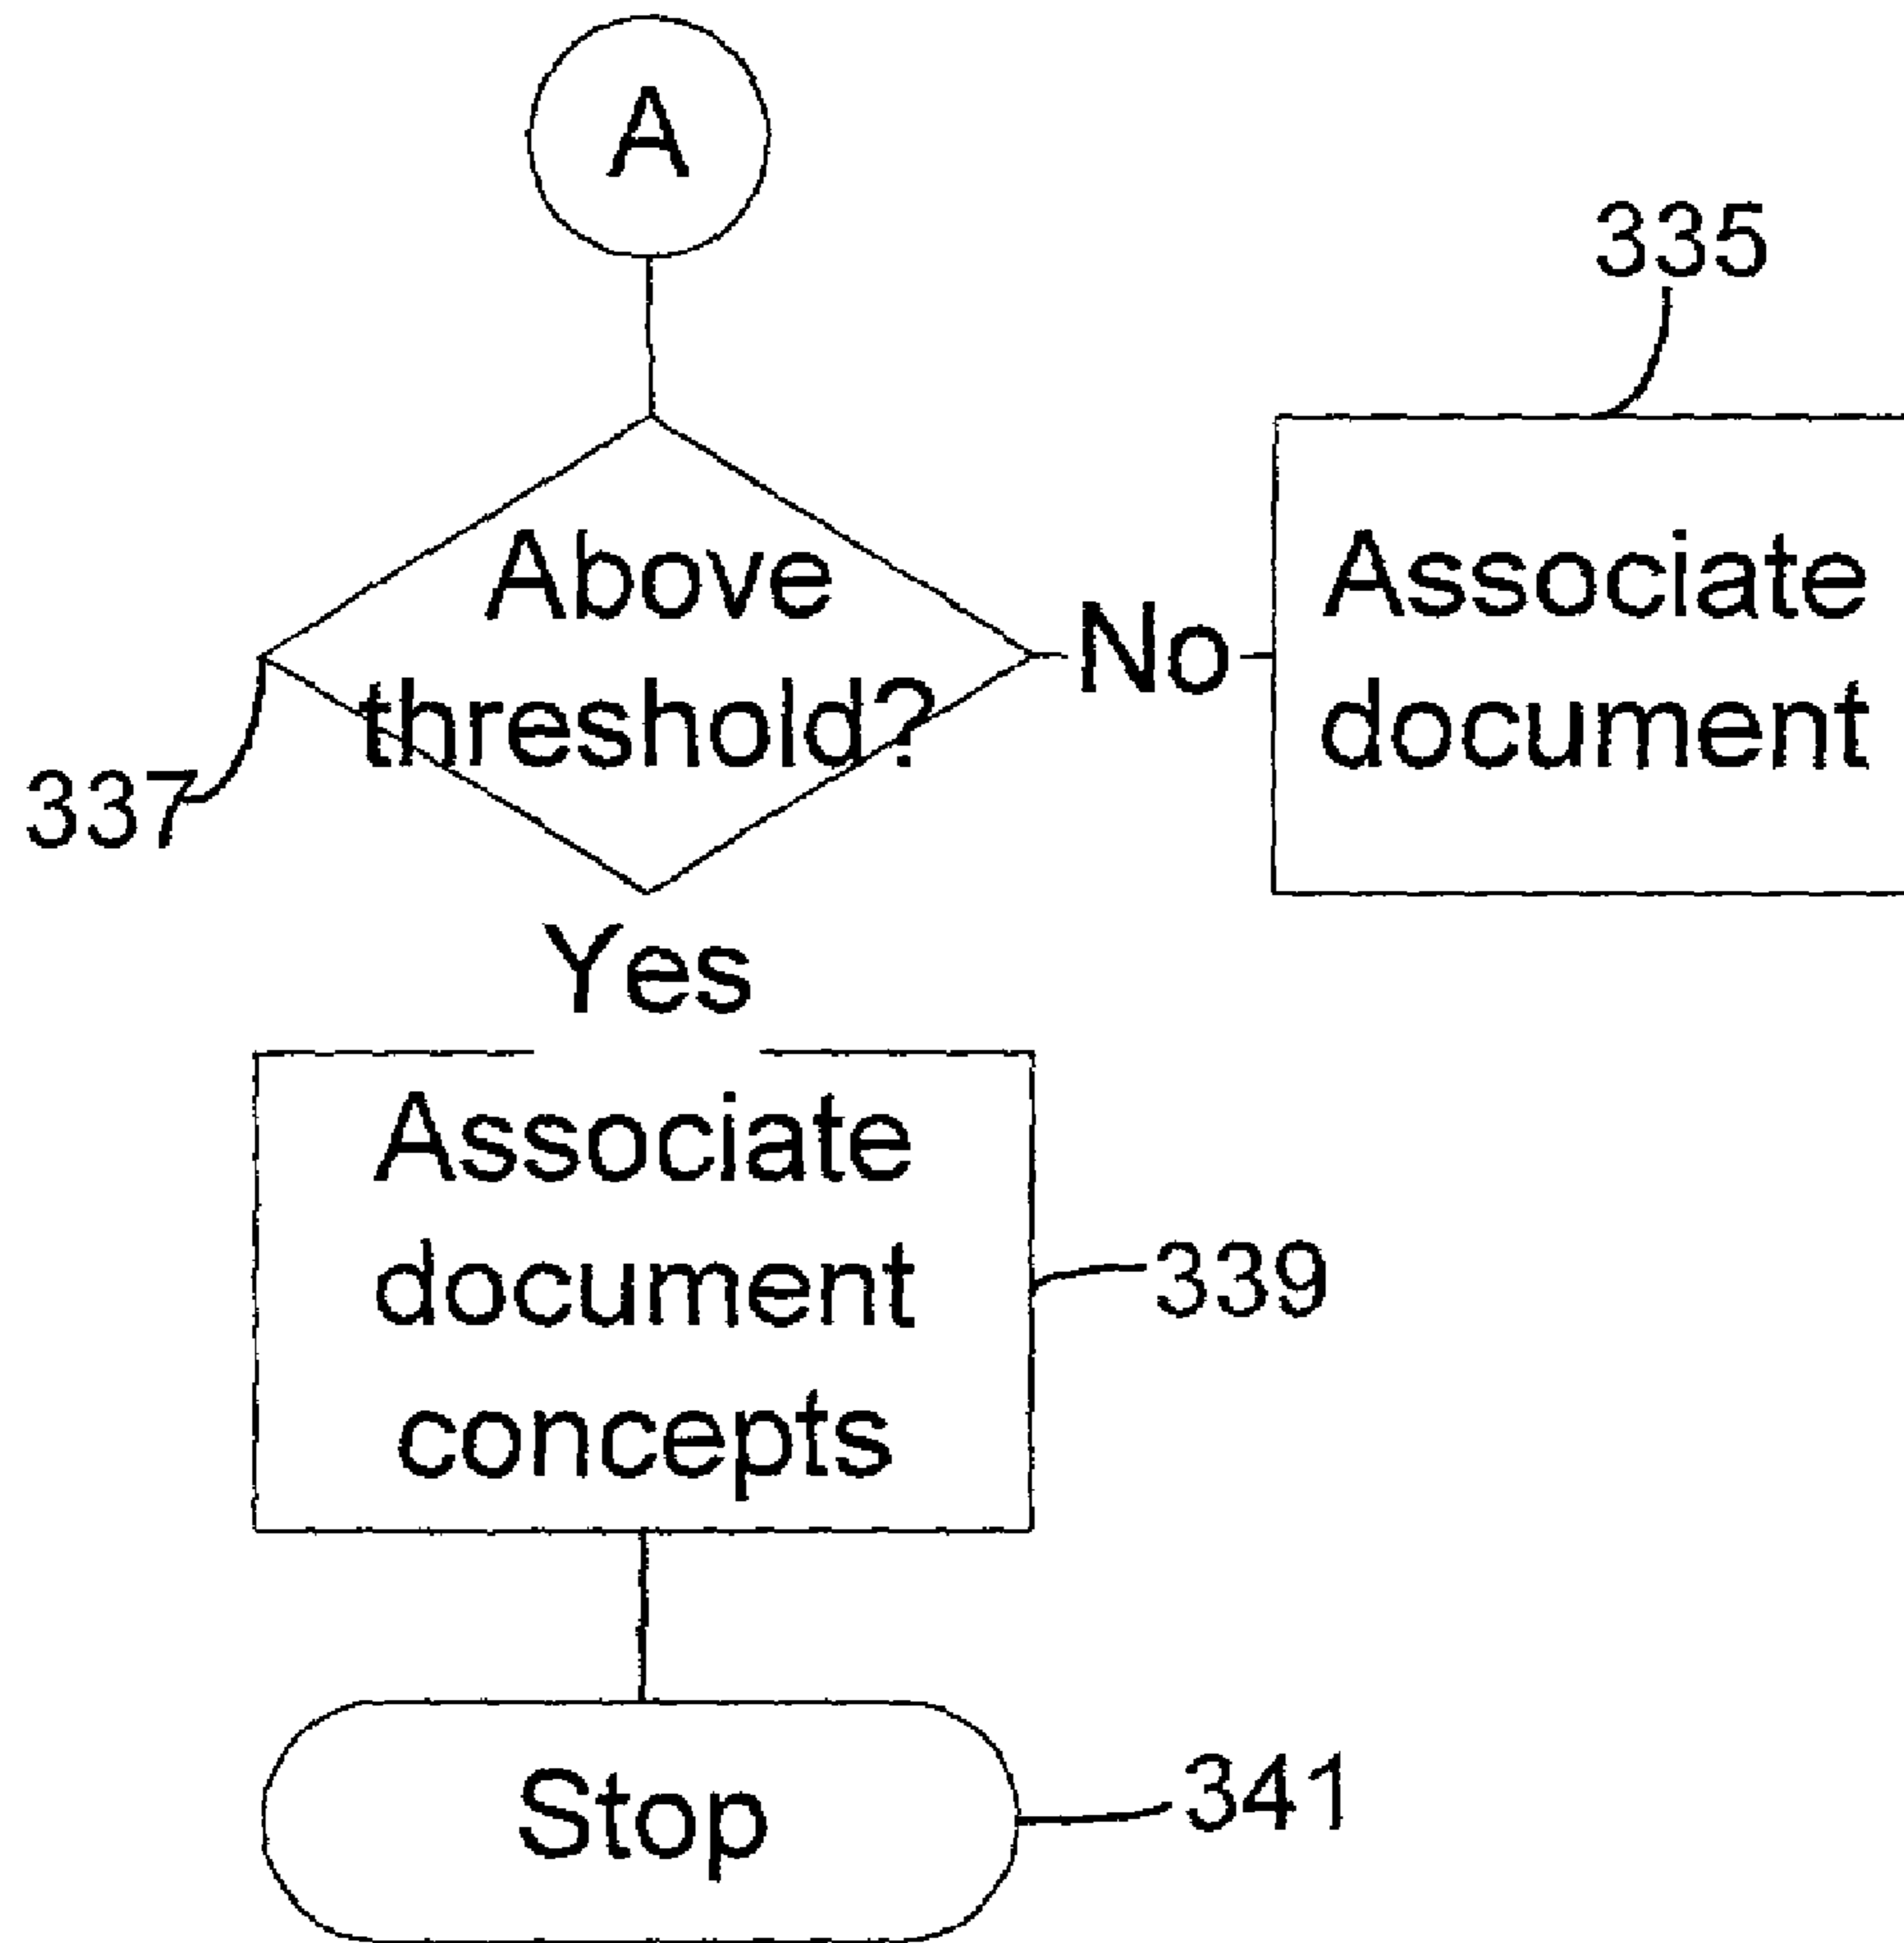 A
335
Above
threshold?
No
Associate
document
337
Yes
Associate
document
concepts
339
Stop
341